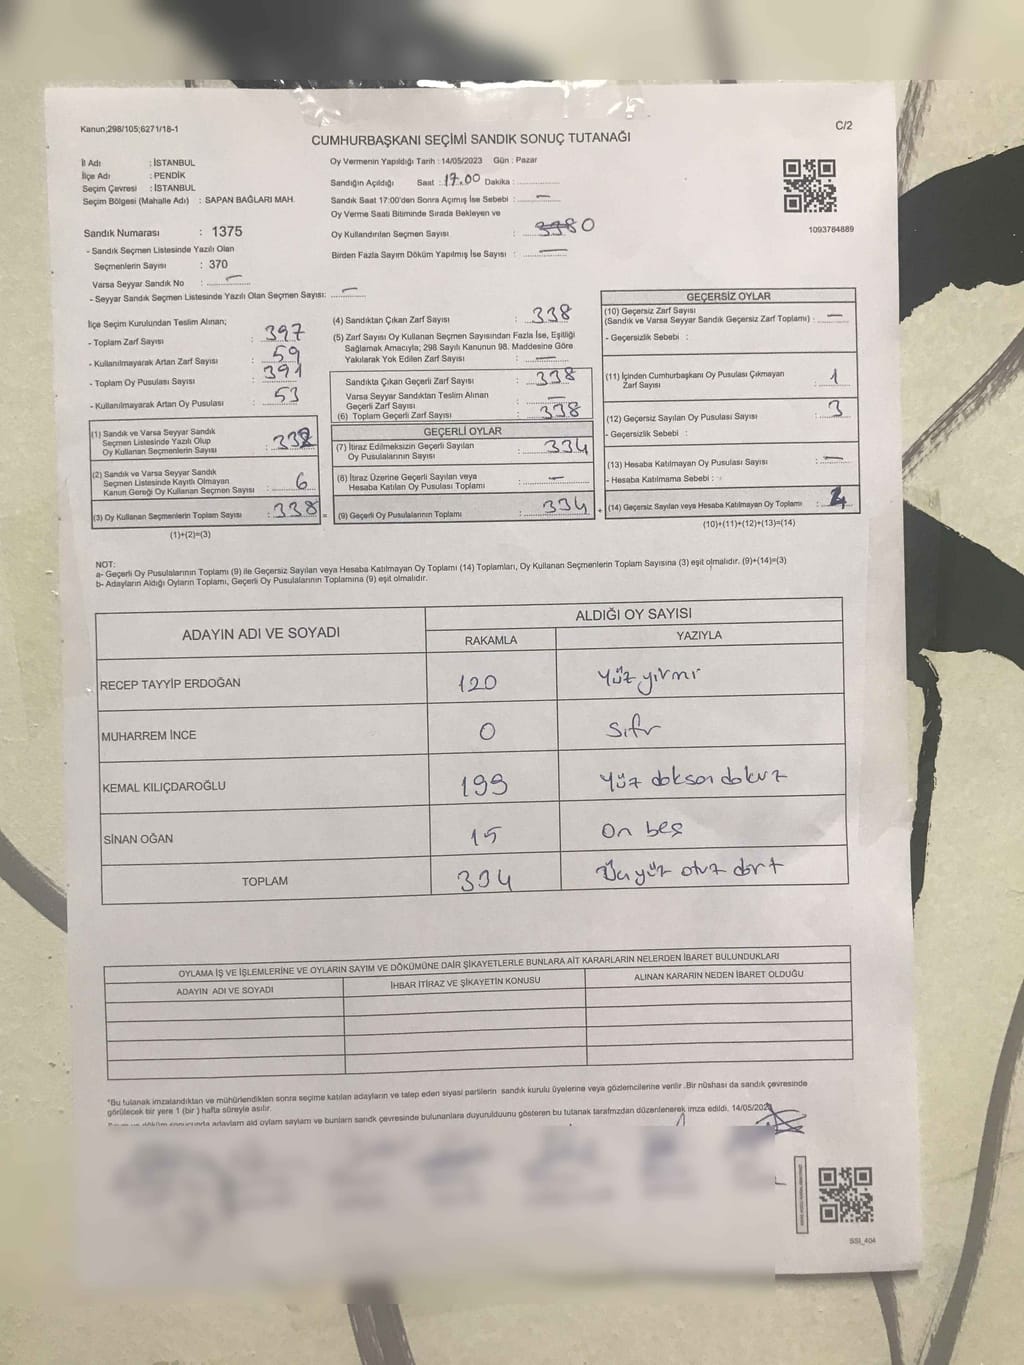 Kanun;298/105;6271/18-1
C/2
CUMHURBAŞKANI SEÇİMİ SANDIK SONUÇ TUTANAĞI
İl Adı : İSTANBUL
İlçe Adı : PENDİK
Seçim Çevresi : İSTANBUL
Seçim Bölgesi (Mahalle Adı) : SAPAN BAĞLARI MAH.
Sandık Numarası : 1375
- Sandık Seçmen Listesinde Yazılı Olan
Seçmenlerin Sayısı : 370
Varsa Seyyar Sandık No : —
- Seyyar Sandık Seçmen Listesinde Yazılı Olan Seçmen Sayısı: —
Oy Vermenin Yapıldığı Tarih : 14/05/2023 Gün : Pazar
Sandığın Açıldığı Saat : 17.00 Dakika :
Sandık Saat 17:00'den Sonra Açımış İse Sebebi : —
Oy Verme Saati Bitiminde Sırada Bekleyen ve
Oy Kullandırılan Seçmen Sayısı : 0
Birden Fazla Sayım Döküm Yapılmış İse Sayısı : —
1093784889
İlçe Seçim Kurulundan Teslim Alınan;
- Toplam Zarf Sayısı : 397
- Kullanılmayarak Artan Zarf Sayısı : 59
- Toplam Oy Pusulası Sayısı : 391
- Kullanılmayarak Artan Oy Pusulası : 53
(1) Sandık ve Varsa Seyyar Sandık
Seçmen Listesinde Yazılı Olup
Oy Kullanan Seçmenlerin Sayısı : 332
(2) Sandık ve Varsa Seyyar Sandık
Seçmen Listesinde Kayıtlı Olmayan
Kanun Gereği Oy Kullanan Seçmen Sayısı : 6
(3) Oy Kullanan Seçmenlerin Toplam Sayısı : 338
(1)+(2)=(3)
(4) Sandıktan Çıkan Zarf Sayısı : 338
(5) Zarf Sayısı Oy Kullanan Seçmen Sayısından Fazla İse, Eşitliği
Sağlamak Amacıyla, 298 Sayılı Kanunun 98. Maddesine Göre
Yakılarak Yok Edilen Zarf Sayısı : —
Sandıkta Çıkan Geçerli Zarf Sayısı : 338
Varsa Seyyar Sandıktan Teslim Alınan
Geçerli Zarf Sayısı : —
(6) Toplam Geçerli Zarf Sayısı : 338
GEÇERLİ OYLAR
(7) İtiraz Edilmeksizin Geçerli Sayılan
Oy Pusulalarının Sayısı : 334
(8) İtiraz Üzerine Geçerli Sayılan veya
Hesaba Katılan Oy Pusulası Toplamı : —
(9) Geçerli Oy Pusulalarının Toplamı : 334
GEÇERSİZ OYLAR
(10) Geçersiz Zarf Sayısı
(Sandık ve Varsa Seyyar Sandık Geçersiz Zarf Toplamı) : —
- Geçersizlik Sebebi :
(11) İçinden Cumhurbaşkanı Oy Pusulası Çıkmayan
Zarf Sayısı : 1
(12) Geçersiz Sayılan Oy Pusulası Sayısı : 3
- Geçersizlik Sebebi :
(13) Hesaba Katılmayan Oy Pusulası Sayısı : —
- Hesaba Katılmama Sebebi :
(14) Geçersiz Sayılan veya Hesaba Katılmayan Oy Toplamı : 4
(10)+(11)+(12)+(13)=(14)
NOT:
a- Geçerli Oy Pusulalarının Toplamı (9) ile Geçersiz Sayılan veya Hesaba Katılmayan Oy Toplamı (14) Toplamları, Oy Kullanan Seçmenlerin Toplam Sayısına (3) eşit olmalıdır. (9)+(14)=(3)
b- Adayların Aldığı Oyların Toplamı, Geçerli Oy Pusulalarının Toplamına (9) eşit olmalıdır.
ADAYIN ADI VE SOYADI
ALDIĞI OY SAYISI
RAKAMLA YAZIYLA
RECEP TAYYİP ERDOĞAN 120 Yüz yirmi
MUHARREM İNCE 0 Sıfır
KEMAL KILIÇDAROĞLU 199 Yüz doksan dokuz
SİNAN OĞAN 15 On beş
TOPLAM 334 Üç yüz otuz dört
OYLAMA İŞ VE İŞLEMLERİNE VE OYLARIN SAYIM VE DÖKÜMÜNE DAİR ŞİKAYETLERLE BUNLARA AİT KARARLARIN NELERDEN İBARET BULUNDUKLARI
ADAYIN ADI VE SOYADI İHBAR İTİRAZ VE ŞİKAYETİN KONUSU ALINAN KARARIN NEDEN İBARET OLDUĞU
*Bu tutanak imzalandıktan ve mühürlendikten sonra seçime katılan adayların ve talep eden siyasi partilerin sandık kurulu üyelerine veya gözlemcilerine verilir .Bir nüshası da sandık çevresinde
görülecek bir yere 1 (bir ) hafta süreyle asılır.
sonucunda adayların ald oyların sayların ve bunların sandk çevresinde bulunanlara duyurulduunu gösteren bu tutanak tarafmzdan düzenlenerek imza edildi. 14/05/2023
SSI_404